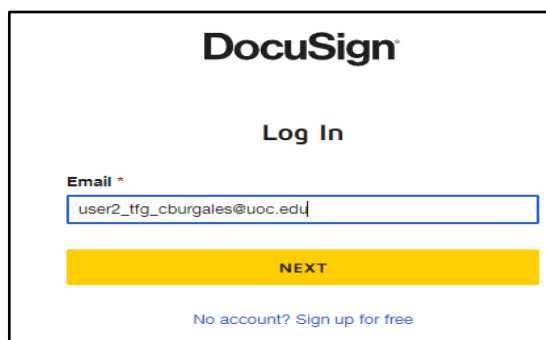 DocuSign
Log In
Email *
user2_tfg_cburgales@uoc.edu
NEXT
No account? Sign up for free